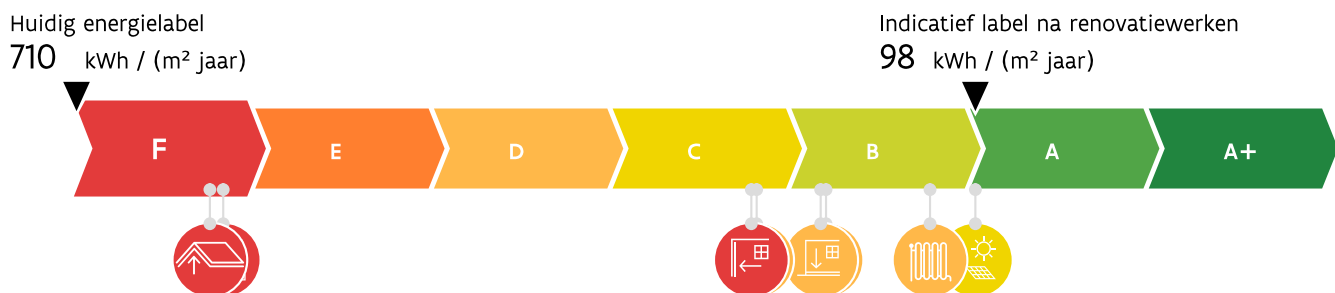 Huidig energielabel
710 kWh / (m² jaar)
Indicatief label na renovatiewerken
98 kWh / (m² jaar)
F E D C B A A+